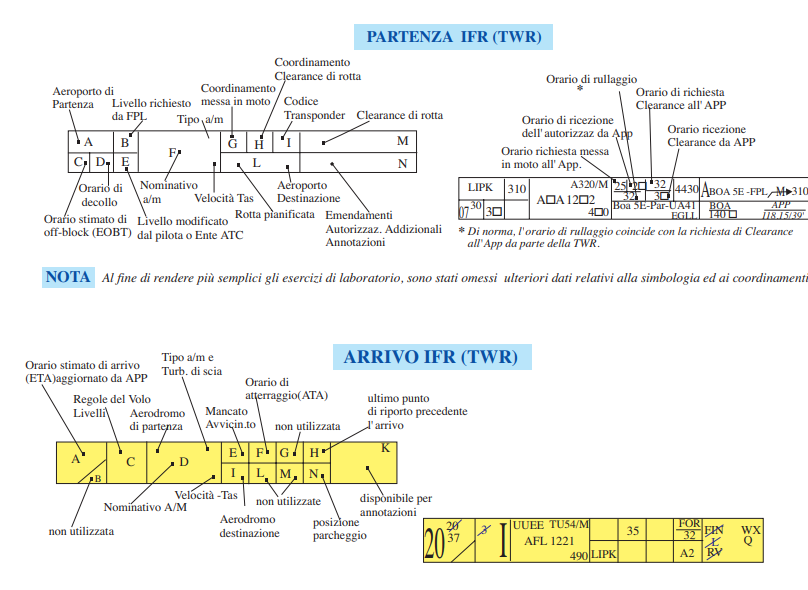 PARTENZA IFR (TWR)
Coordinamento
Clearance di rotta
Aeroporto di
Partenza
Livello richiesto
da FPL
Coordinamento
messa in moto
Tipo a/m
Codice
Transponder
Clearance di rotta
A
B
F
G
H
I
M
C
D
E
L
N
Orario di
decollo
Nominativo
a/m
Velocità Tas
Aeroporto
Destinazione
Rotta pianificata
Orario stimato di
off-block (EOBT)
Livello modificato
dal pilota o Ente ATC
Emendamenti
Autorizzaz. Addizionali
Annotazioni
Orario di rullaggio
*
Orario di richiesta
Clearance all' APP
Orario di ricezione
dell' autorizzaz da App
Orario ricezione
Clearance da APP
Orario richiesta messa
in moto all' App.
LIPK
310
A320/M
25
2□
32
4430
A BOA 5E -FPL
M
310
A□A 12□2
32
3□
07 30
3□
4□0
Boa 5E-Par-UA41
EGLL
BOA
140 □
APP
118.15/39'
* Di norma, l'orario di rullaggio coincide con la richiesta di Clearance
all'App da parte della TWR.
NOTA
Al fine di rendere più semplici gli esercizi di laboratorio, sono stati omessi ulteriori dati relativi alla simbologia ed ai coordinamenti
ARRIVO IFR (TWR)
Orario stimato di arrivo
(ETA)aggiornato da APP
Tipo a/m e
Turb. di scia
Regole del Volo
Livelli
Aerodromo
di partenza
Orario di
atterraggio(ATA)
Mancato
Avvicin.to
non utilizzata
ultimo punto
di riporto precedente
l' arrivo
A
B
C
D
E
F
G
H
K
I
L
M
N
Nominativo A/M
Velocità -Tas
non utilizzate
non utilizzata
Aerodromo
destinazione
posizione
parcheggio
disponibile per
annotazioni
20
20
37
3
I
UUEE TU54/M
AFL 1221
490
LIPK
35
FOR
32
A2
FIN
L
RV
WX
Q